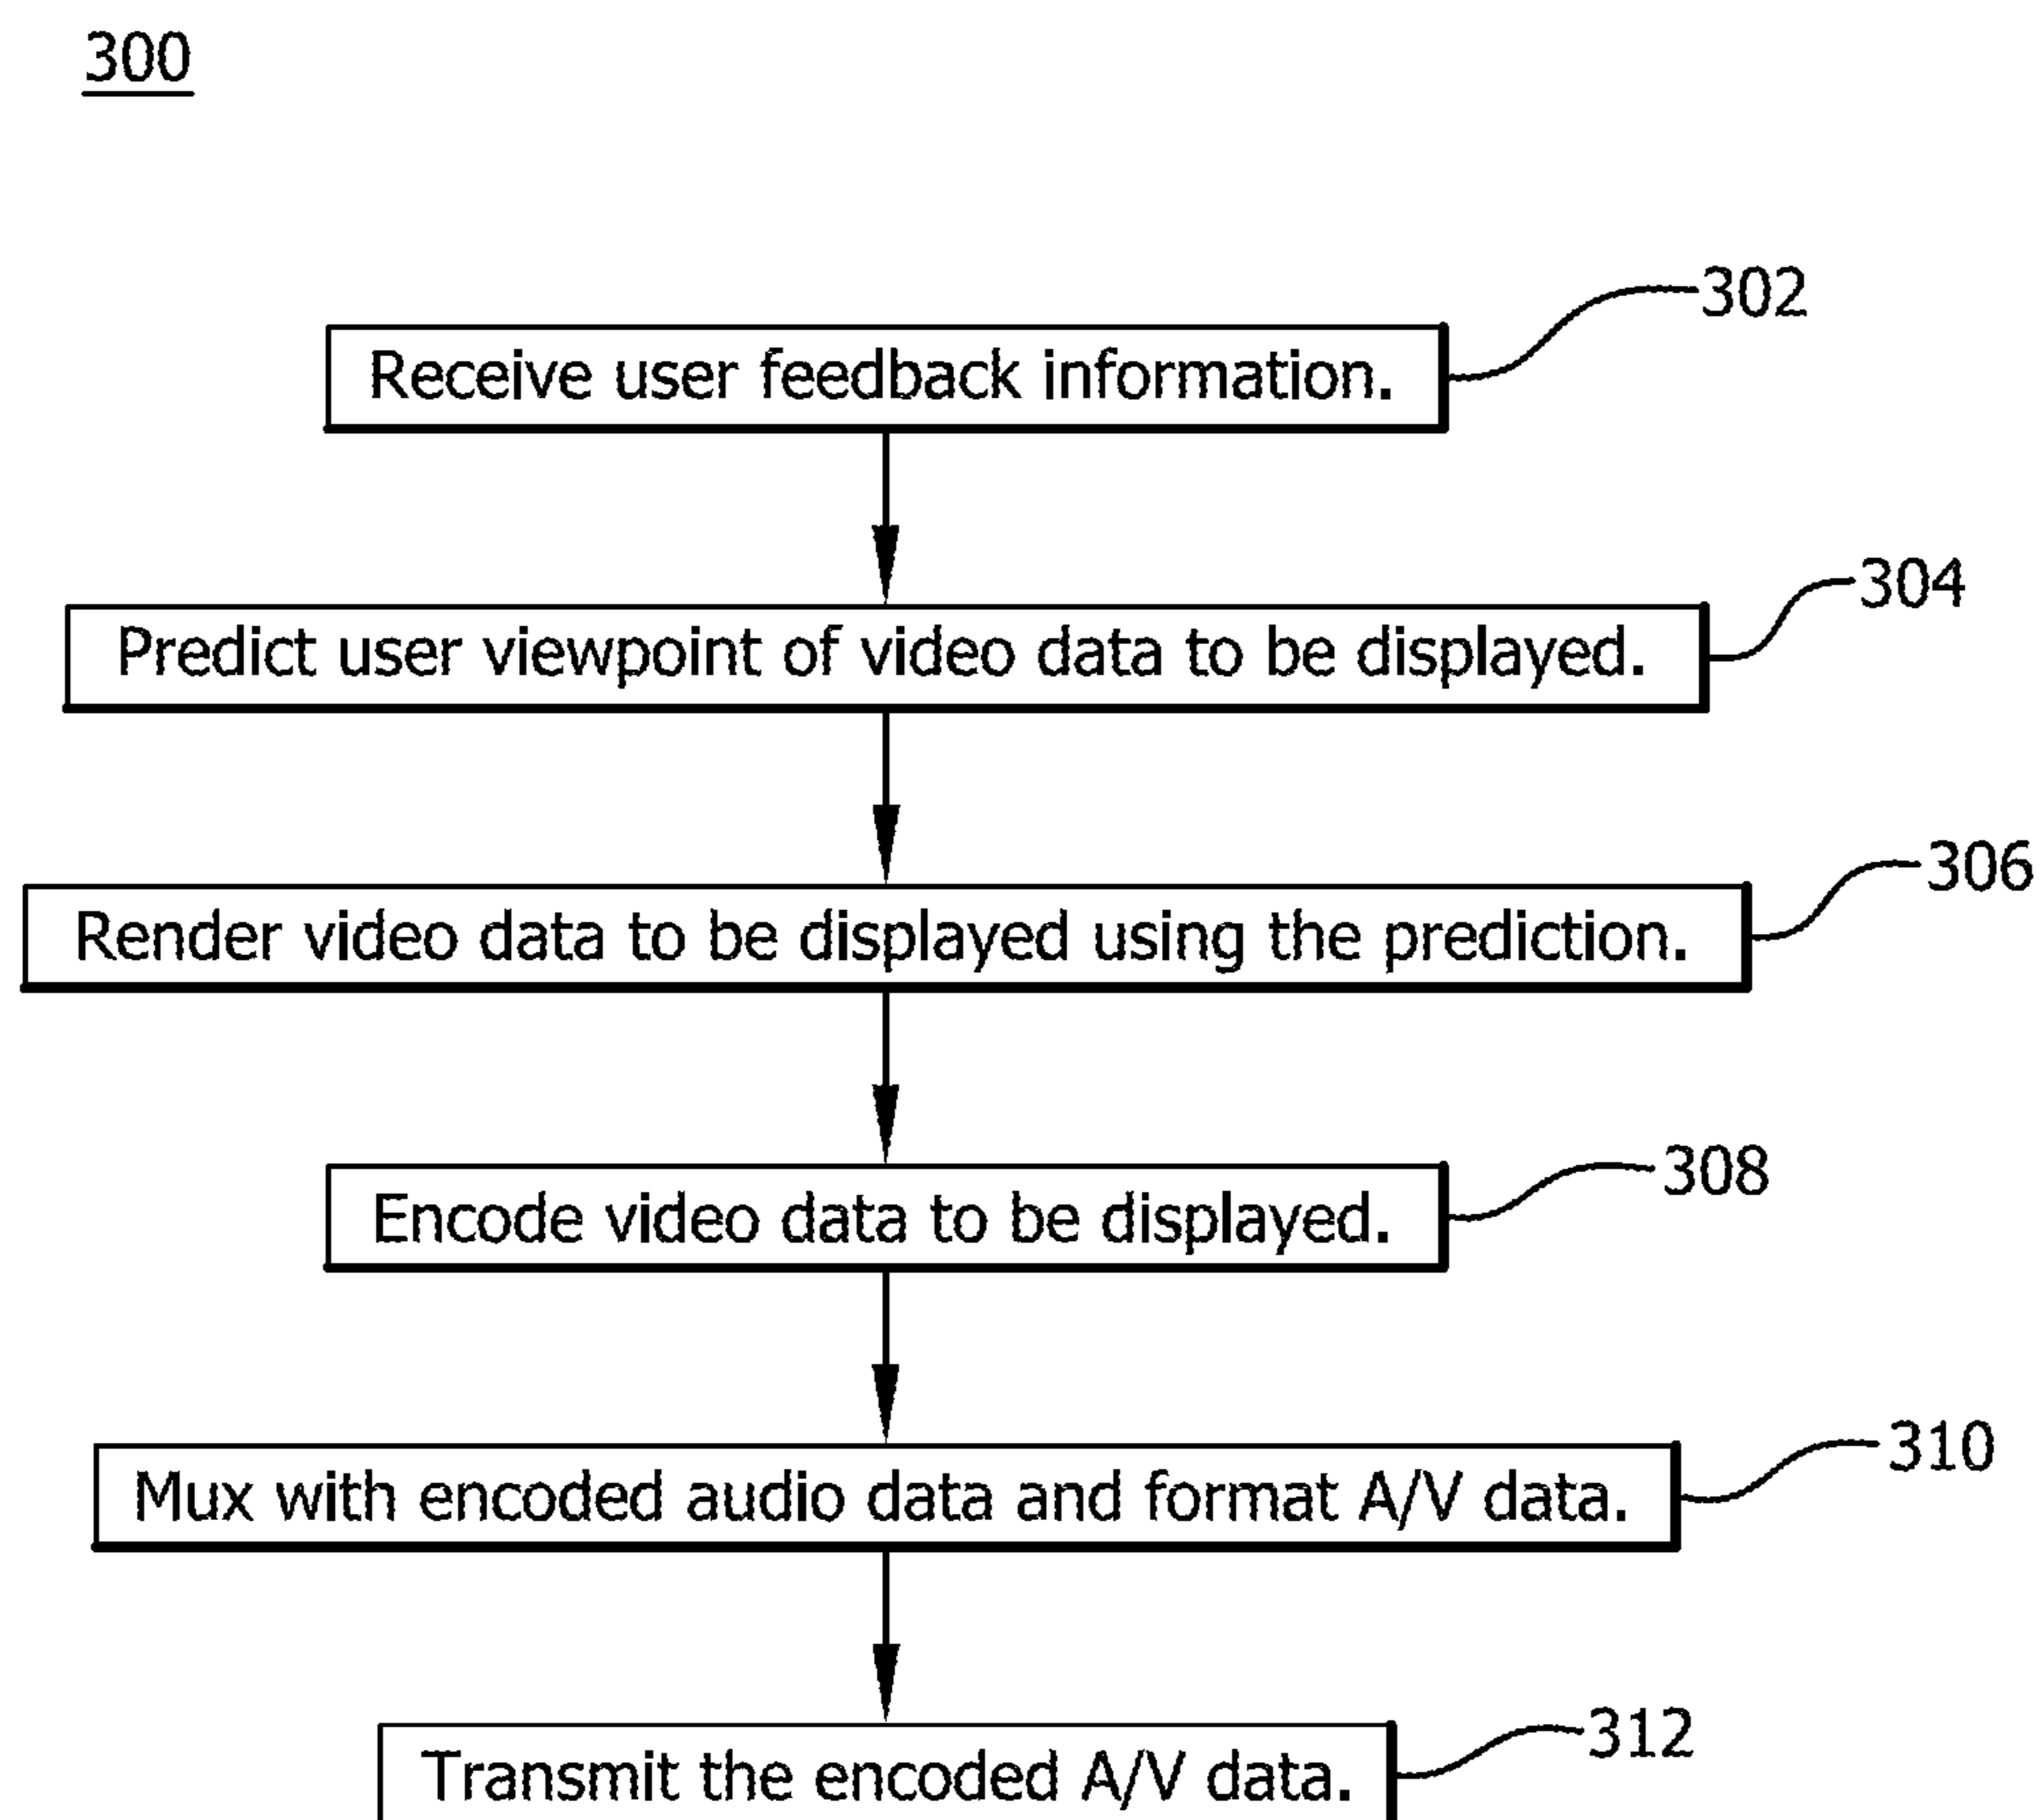 300
302
Receive user feedback information.
304
Predict user viewpoint of video data to be displayed.
306
Render video data to be displayed using the prediction.
308
Encode video data to be displayed.
310
Mux with encoded audio data and format A/V data.
312
Transmit the encoded A/V data.